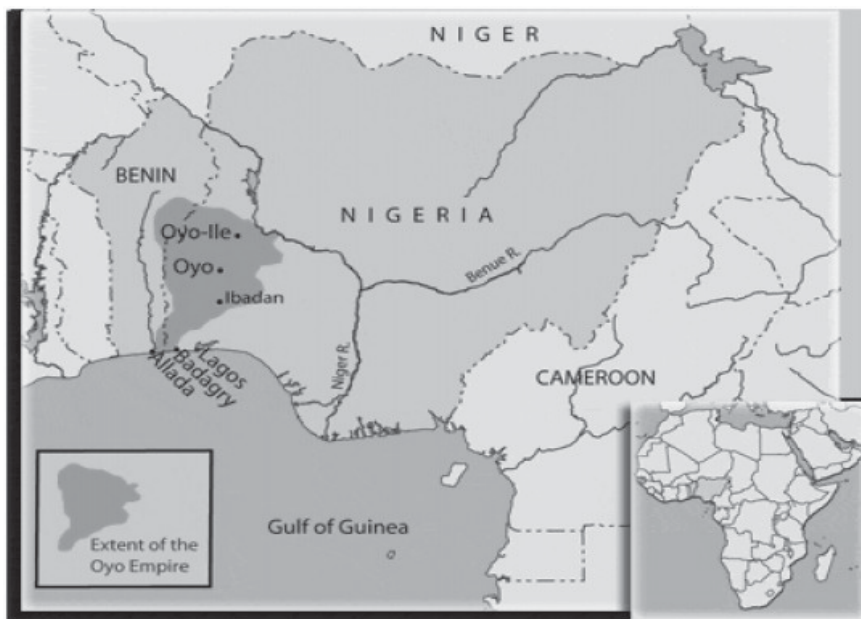 NIGER
BENIN
NIGERIA
Oyo-Ile
Oyo
Ibadan
Benue R.
Niger R.
Lagos
Badagry
Allada
CAMEROON
Gulf of Guinea
Extent of the
Oyo Empire